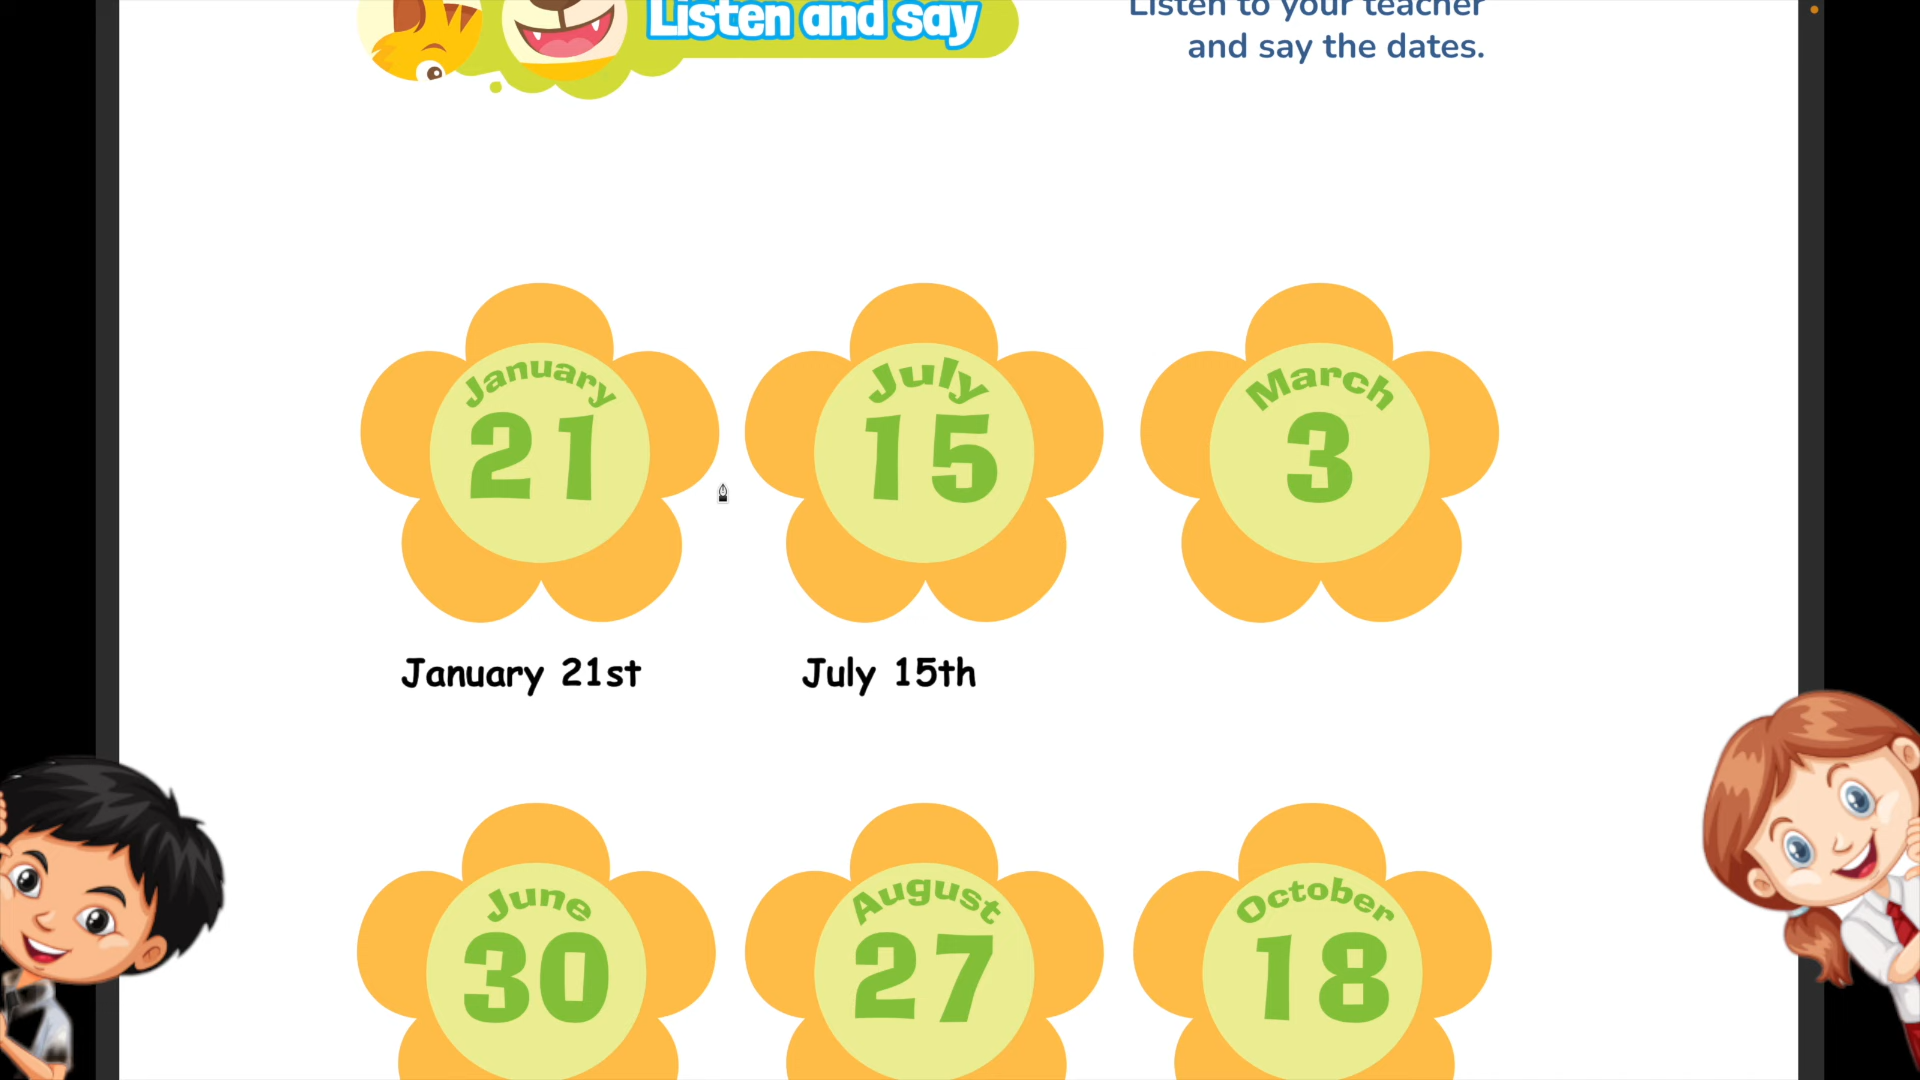 Listen and say
Listen to your teacher
and say the dates.
January
21
July
15
March
3
January 21st
July 15th
June
30
August
27
October
18